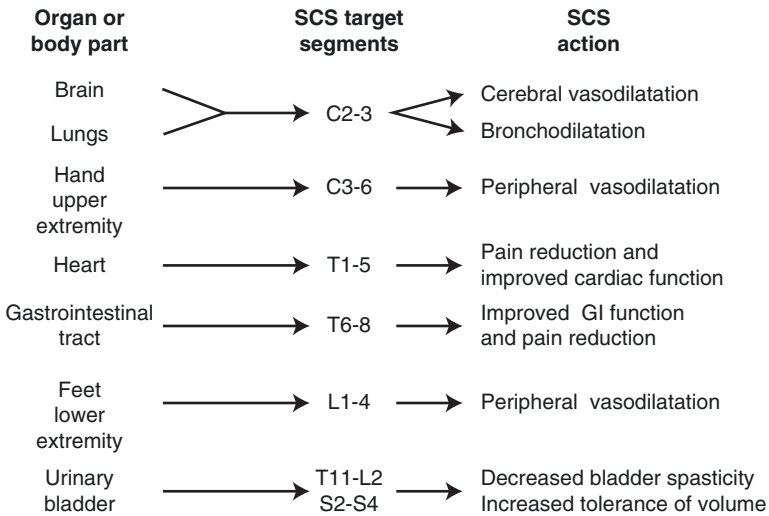 Organ or
body part
SCS target
segments
SCS
action
Brain
Lungs
C2-3
Cerebral vasodilatation
Bronchodilatation
Hand
upper
extremity
C3-6
Peripheral vasodilatation
Heart
T1-5
Pain reduction and
improved cardiac function
Gastrointestinal
tract
T6-8
Improved GI function
and pain reduction
Feet
lower
extremity
L1-4
Peripheral vasodilatation
Urinary
bladder
T11-L2
S2-S4
Decreased bladder spasticity
Increased tolerance of volume